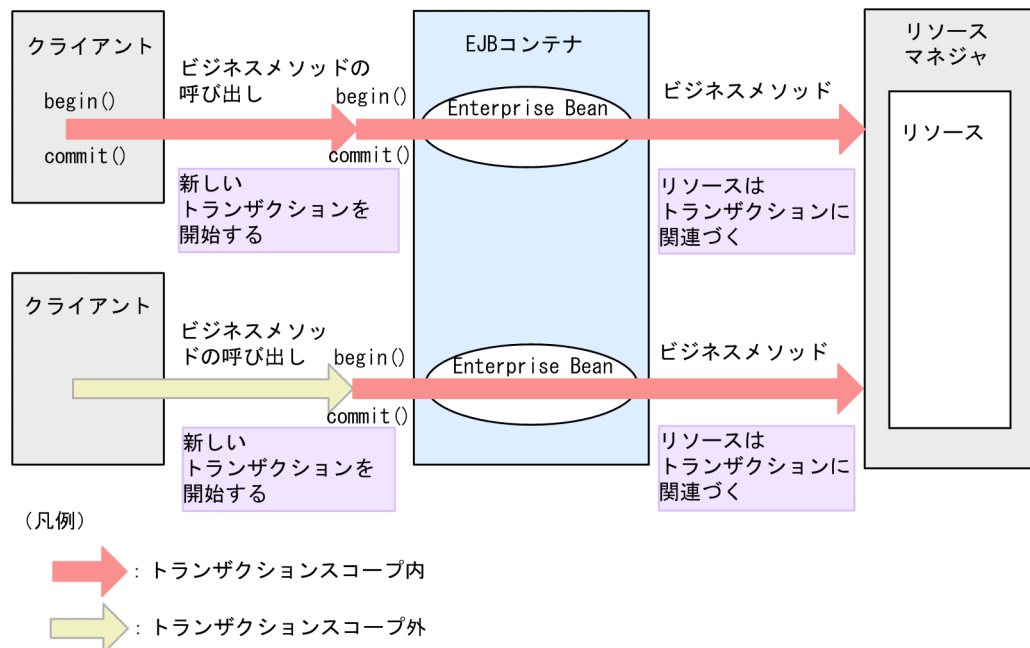 クライアント
begin()
commit()
ビジネスメソッドの
呼び出し
begin()
commit()
新しい
トランザクションを
開始する
EJBコンテナ
Enterprise Bean
ビジネスメソッド
リソースは
トランザクションに
関連づく
リソース
マネジャ
リソース
クライアント
ビジネスメソッ
ドの呼び出し
begin()
commit()
新しい
トランザクションを
開始する
Enterprise Bean
ビジネスメソッド
リソースは
トランザクションに
関連づく
(凡例)
: トランザクションスコープ内
: トランザクションスコープ外